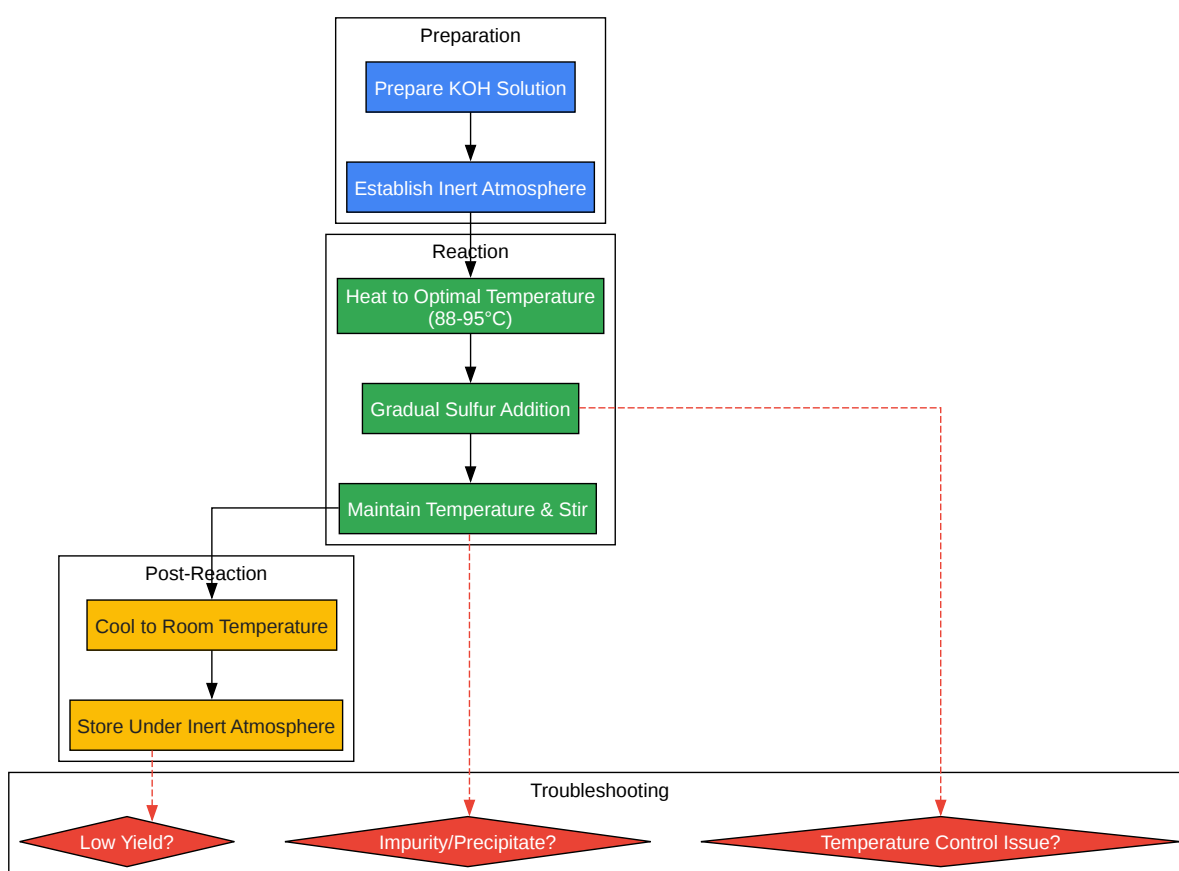 Preparation
Prepare KOH Solution
Establish Inert Atmosphere
Reaction
Heat to Optimal Temperature
(88-95°C)
Gradual Sulfur Addition
Maintain Temperature & Stir
Post-Reaction
Cool to Room Temperature
Store Under Inert Atmosphere
Troubleshooting
Low Yield?
Impurity/Precipitate?
Temperature Control Issue?